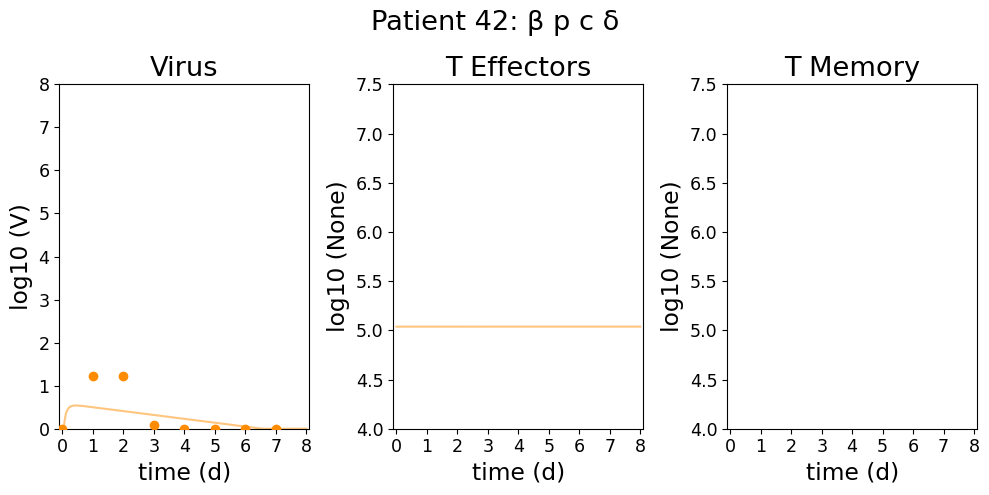 Patient 42: β p c δ
Virus
T Effectors
T Memory
log10 (V)
8
7
6
5
4
3
2
1
0
0 1 2 3 4 5 6 7 8
time (d)
log10 (None)
7.5
7.0
6.5
6.0
5.5
5.0
4.5
4.0
0 1 2 3 4 5 6 7 8
time (d)
log10 (None)
7.5
7.0
6.5
6.0
5.5
5.0
4.5
4.0
0 1 2 3 4 5 6 7 8
time (d)